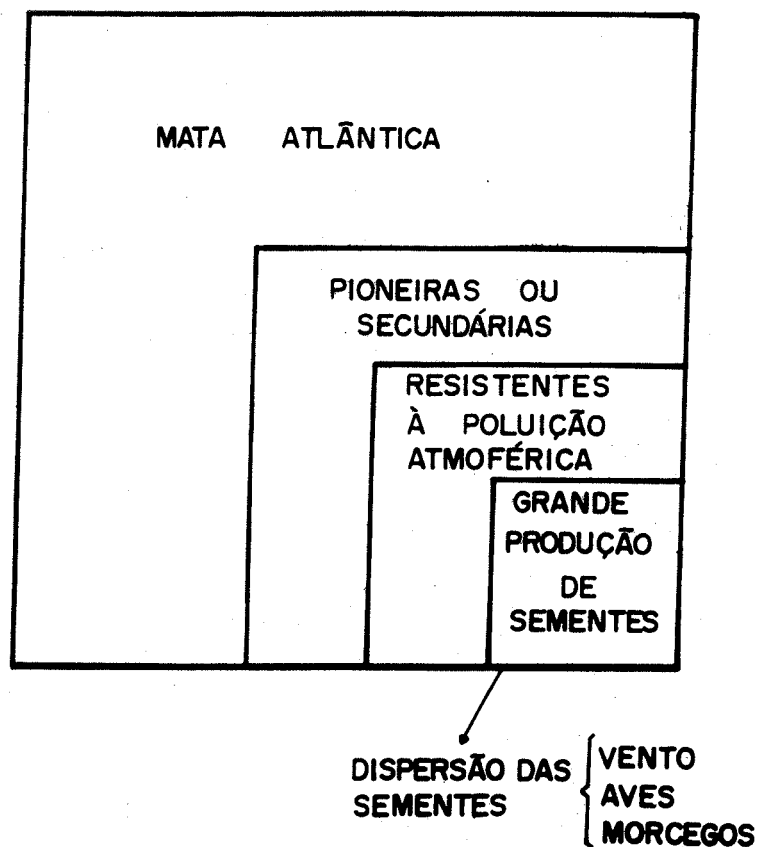 MATA ATLÂNTICA
PIONEIRAS OU
SECUNDÁRIAS
RESISTENTES
À POLUIÇÃO
ATMOFÉRICA
GRANDE
PRODUÇÃO
DE
SEMENTES
DISPERSÃO DAS
SEMENTES
VENTO
AVES
MORCEGOS